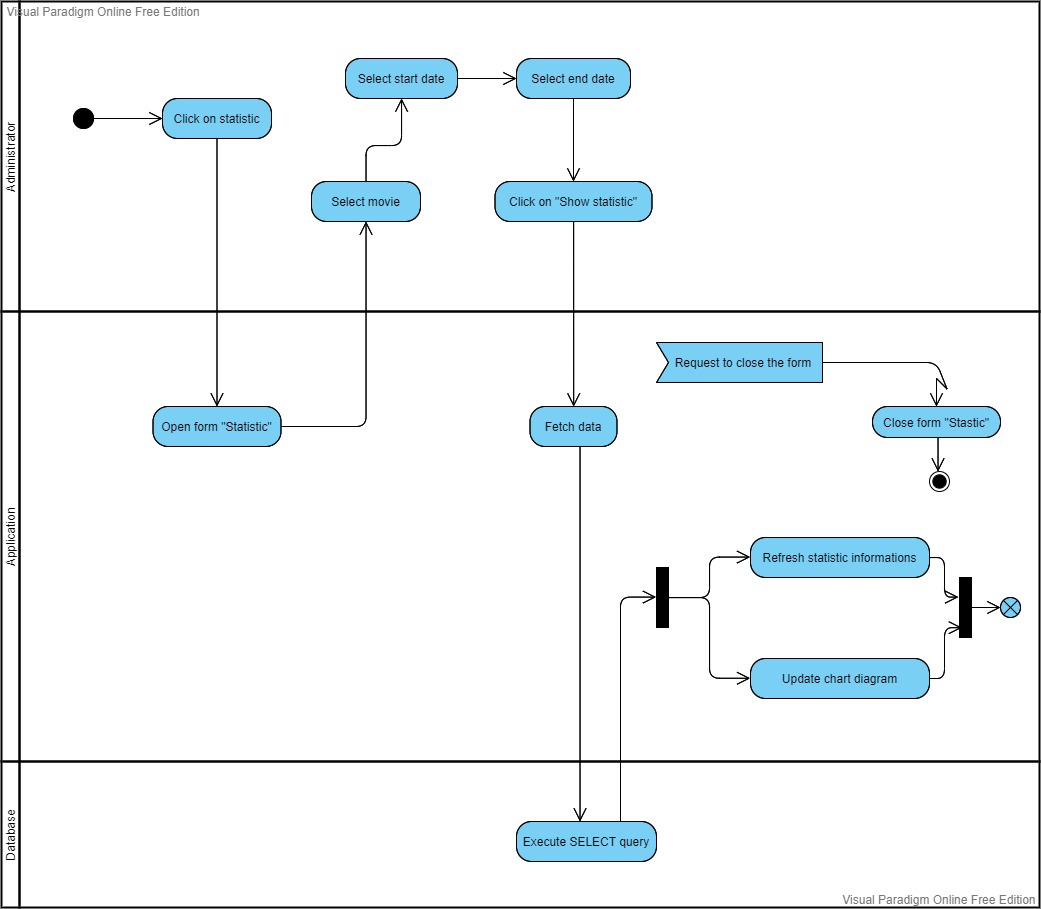 Visual Paradigm Online Free Edition
Administrator
Select start date
Select end date
Click on statistic
Select movie
Click on "Show statistic"
Application
Request to close the form
Open form "Statistic"
Fetch data
Close form "Stastic"
Refresh statistic informations
Update chart diagram
Database
Execute SELECT query
Visual Paradigm Online Free Edition